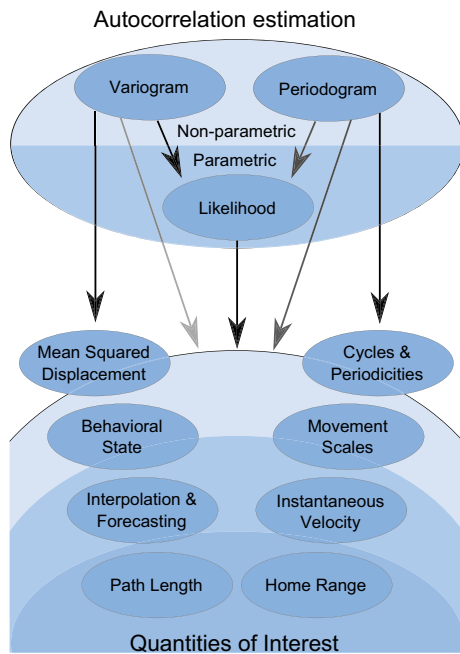 Autocorrelation estimation
Variogram
Periodogram
Non-parametric
Parametric
Likelihood
Mean Squared
Displacement
Cycles &
Periodicities
Behavioral
State
Movement
Scales
Interpolation &
Forecasting
Instantaneous
Velocity
Path Length
Home Range
Quantities of Interest